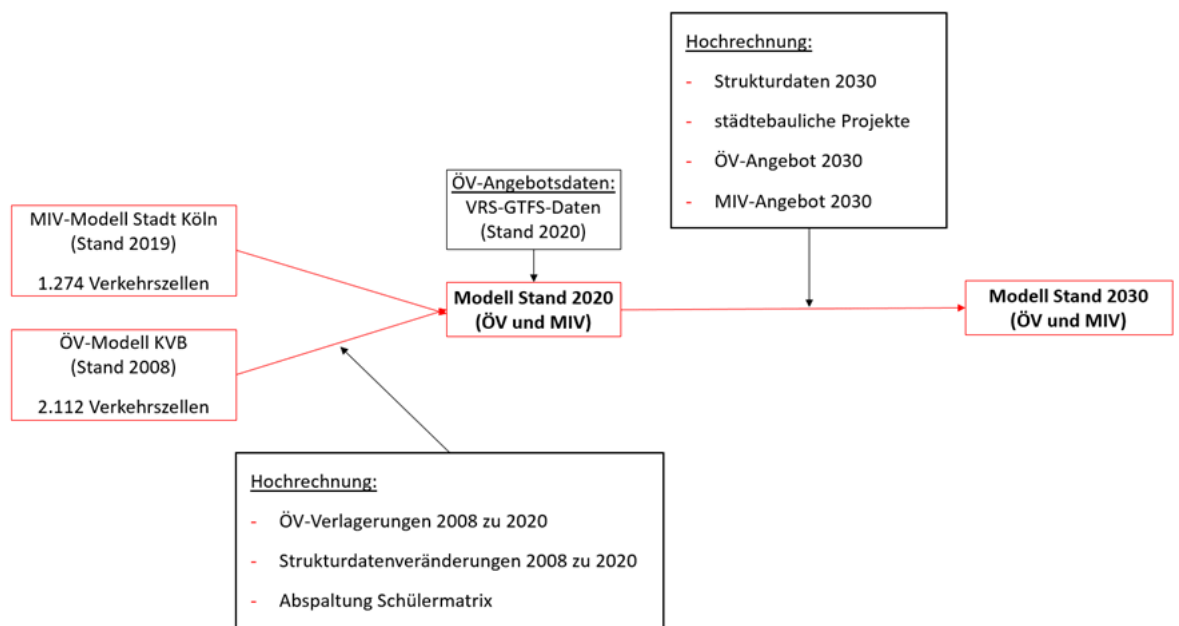 Hochrechnung:
- Strukturdaten 2030
- städtebauliche Projekte
- ÖV-Angebot 2030
- MIV-Angebot 2030
ÖV-Angebotsdaten:
VRS-GTFS-Daten
(Stand 2020)
MIV-Modell Stadt Köln
(Stand 2019)
1.274 Verkehrszellen
Modell Stand 2020
(ÖV und MIV)
Modell Stand 2030
(ÖV und MIV)
ÖV-Modell KVB
(Stand 2008)
2.112 Verkehrszellen
Hochrechnung:
- ÖV-Verlagerungen 2008 zu 2020
- Strukturdatenveränderungen 2008 zu 2020
- Abspaltung Schülermatrix